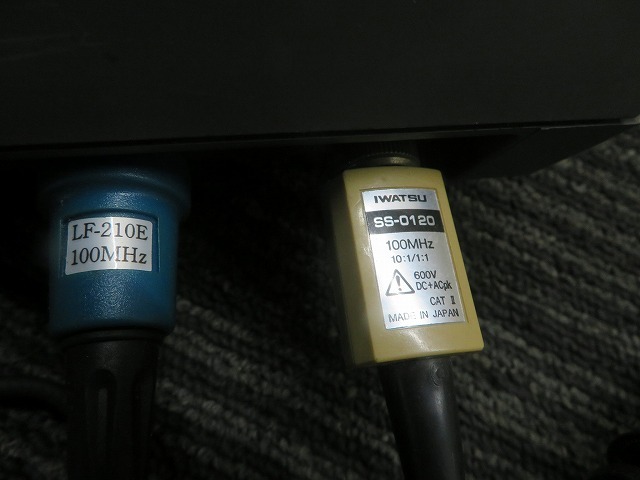 LF-210E
100MHz
IWATSU
SS-0120
100MHz
10:1/1:1
600V
DC+ACpk
CAT II
MADE IN JAPAN